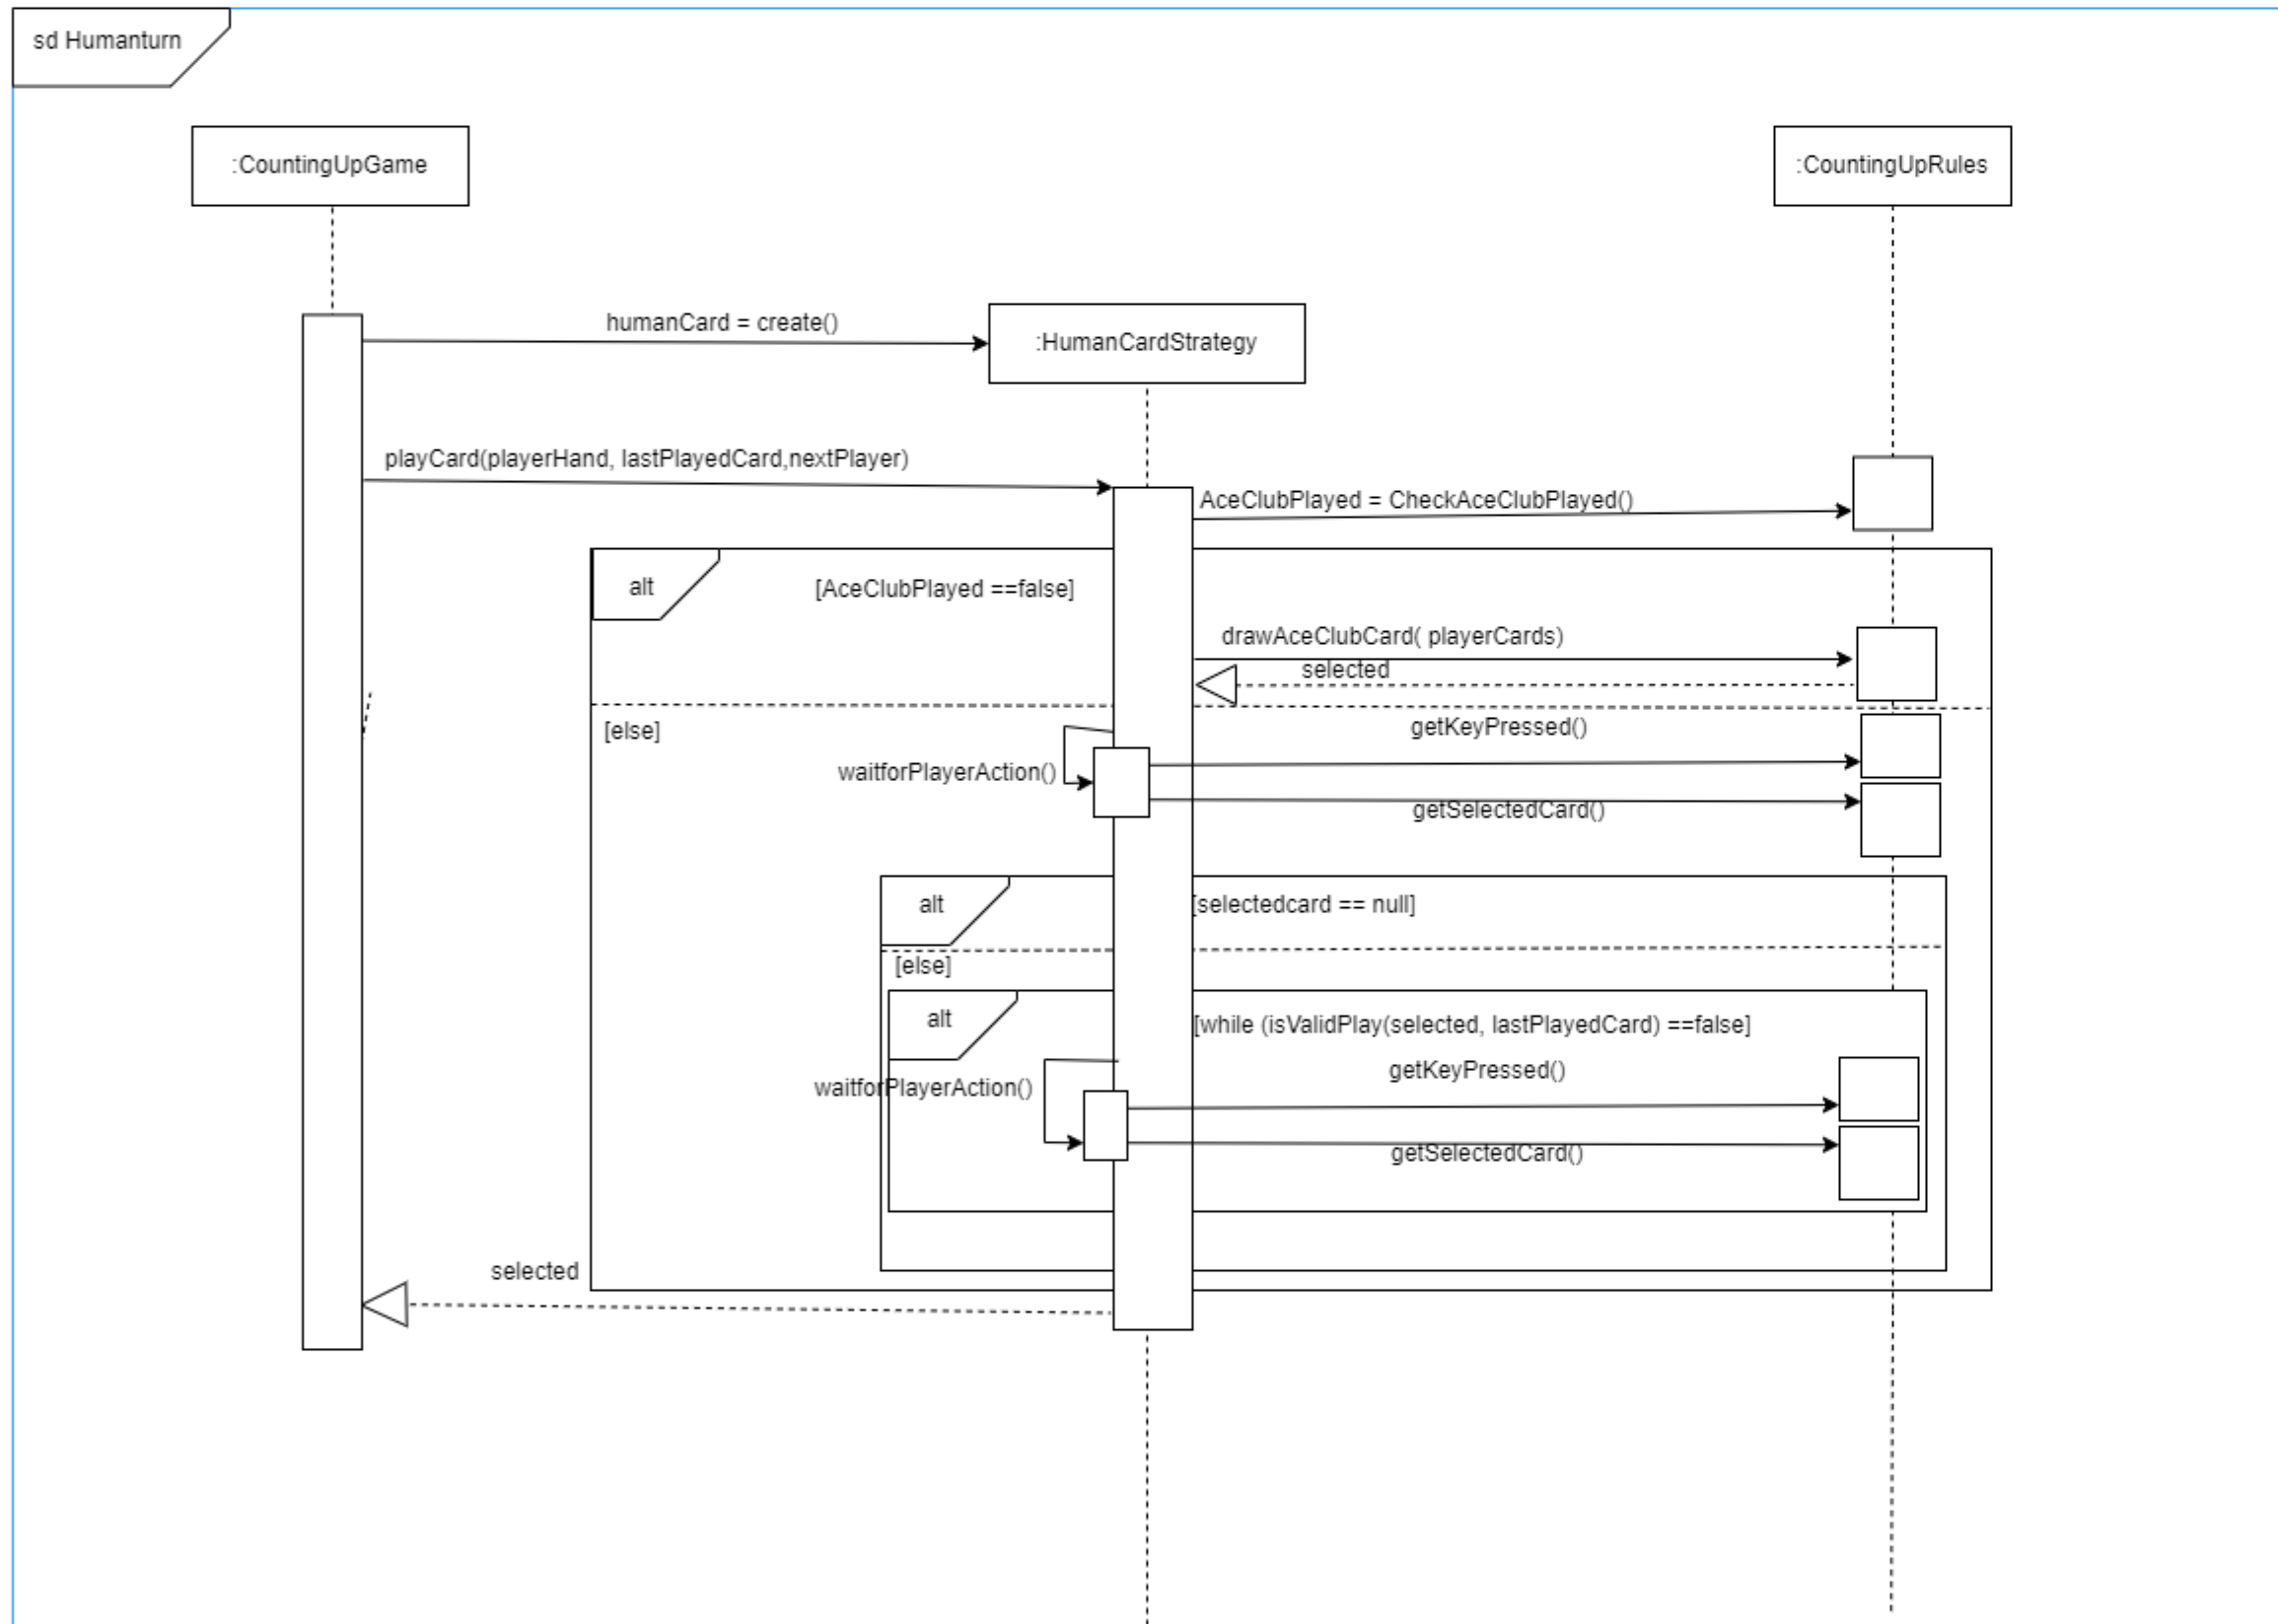 sd Humanturn
:CountingUpGame
:CountingUpRules
humanCard = create()
:HumanCardStrategy
playCard(playerHand, lastPlayedCard,nextPlayer)
AceClubPlayed = CheckAceClubPlayed()
alt
[AceClubPlayed ==false]
drawAceClubCard( playerCards)
selected
[else]
getKeyPressed()
waitforPlayerAction()
getSelectedCard()
alt
[selectedcard == null]
[else]
alt
[while (isValidPlay(selected, lastPlayedCard) ==false]
getKeyPressed()
waitforPlayerAction()
getSelectedCard()
selected